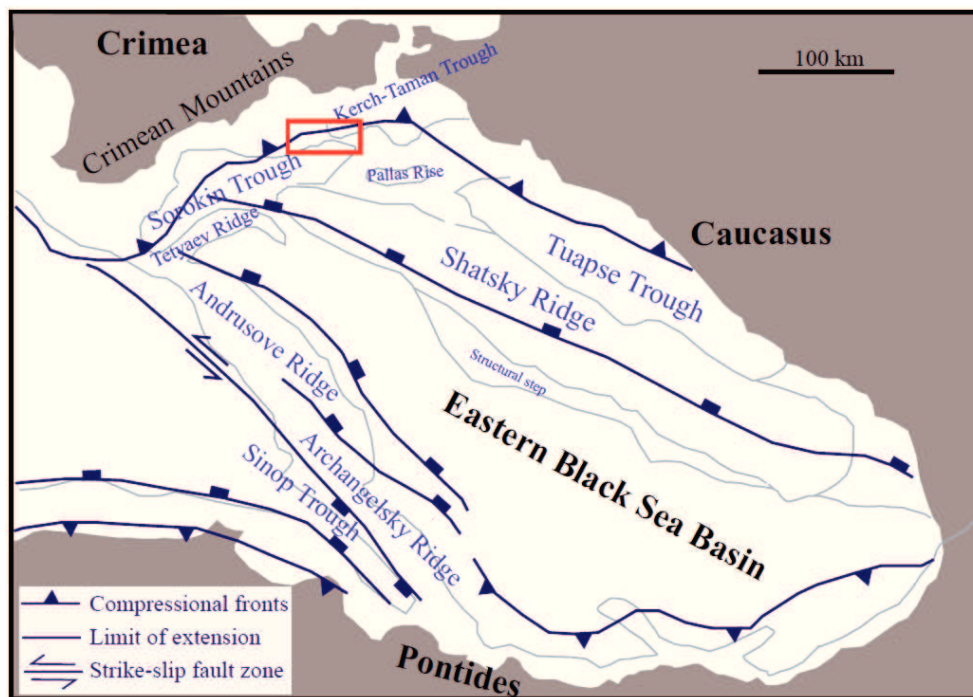 Crimea
100 km
Kerch-Taman Trough
Crimean Mountains
Pallas Rise
Sorokin Trough
Caucasus
Tetyaev Ridge
Tuapse Trough
Shatsky Ridge
Andrusove Ridge
Structural step
Eastern Black Sea Basin
Archangelsky Ridge
Sinop Trough
Compressional fronts
Limit of extension
Strike-slip fault zone
Pontides